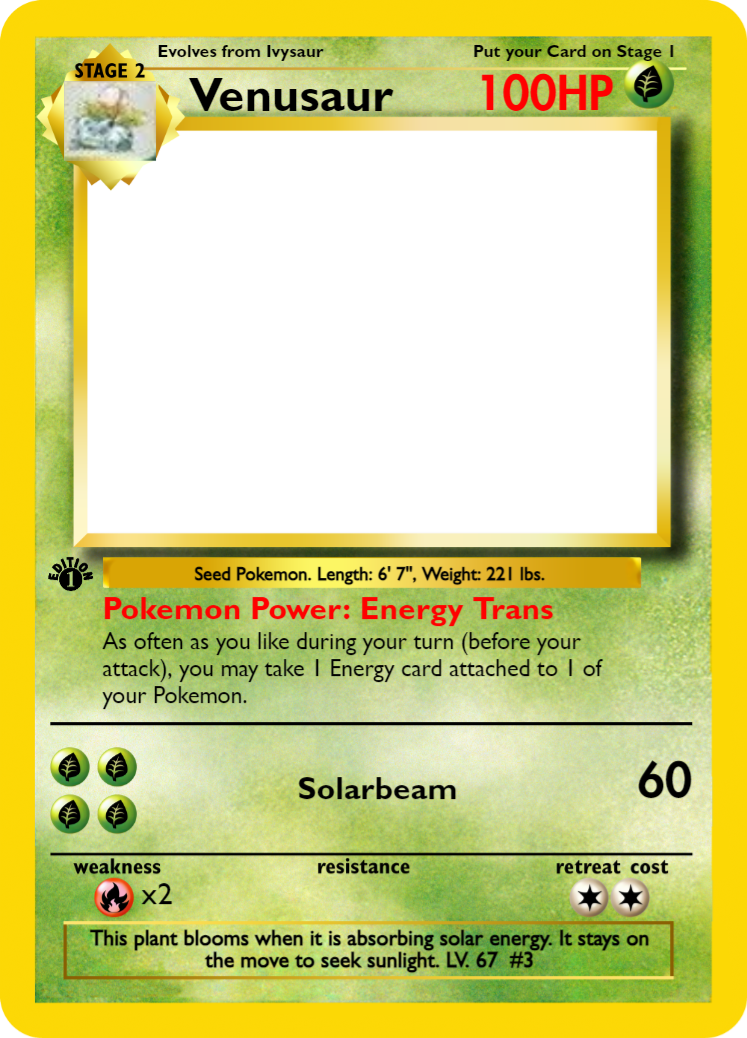 Evolves from Ivysaur
Put your Card on Stage 1
STAGE 2
Venusaur
100HP
EDITION
1
Seed Pokemon. Length: 6' 7", Weight: 221 lbs.
Pokemon Power: Energy Trans
As often as you like during your turn (before your
attack), you may take 1 Energy card attached to 1 of
your Pokemon.
Solarbeam
60
weakness
resistance
retreat cost
x2
This plant blooms when it is absorbing solar energy. It stays on
the move to seek sunlight. LV. 67 #3